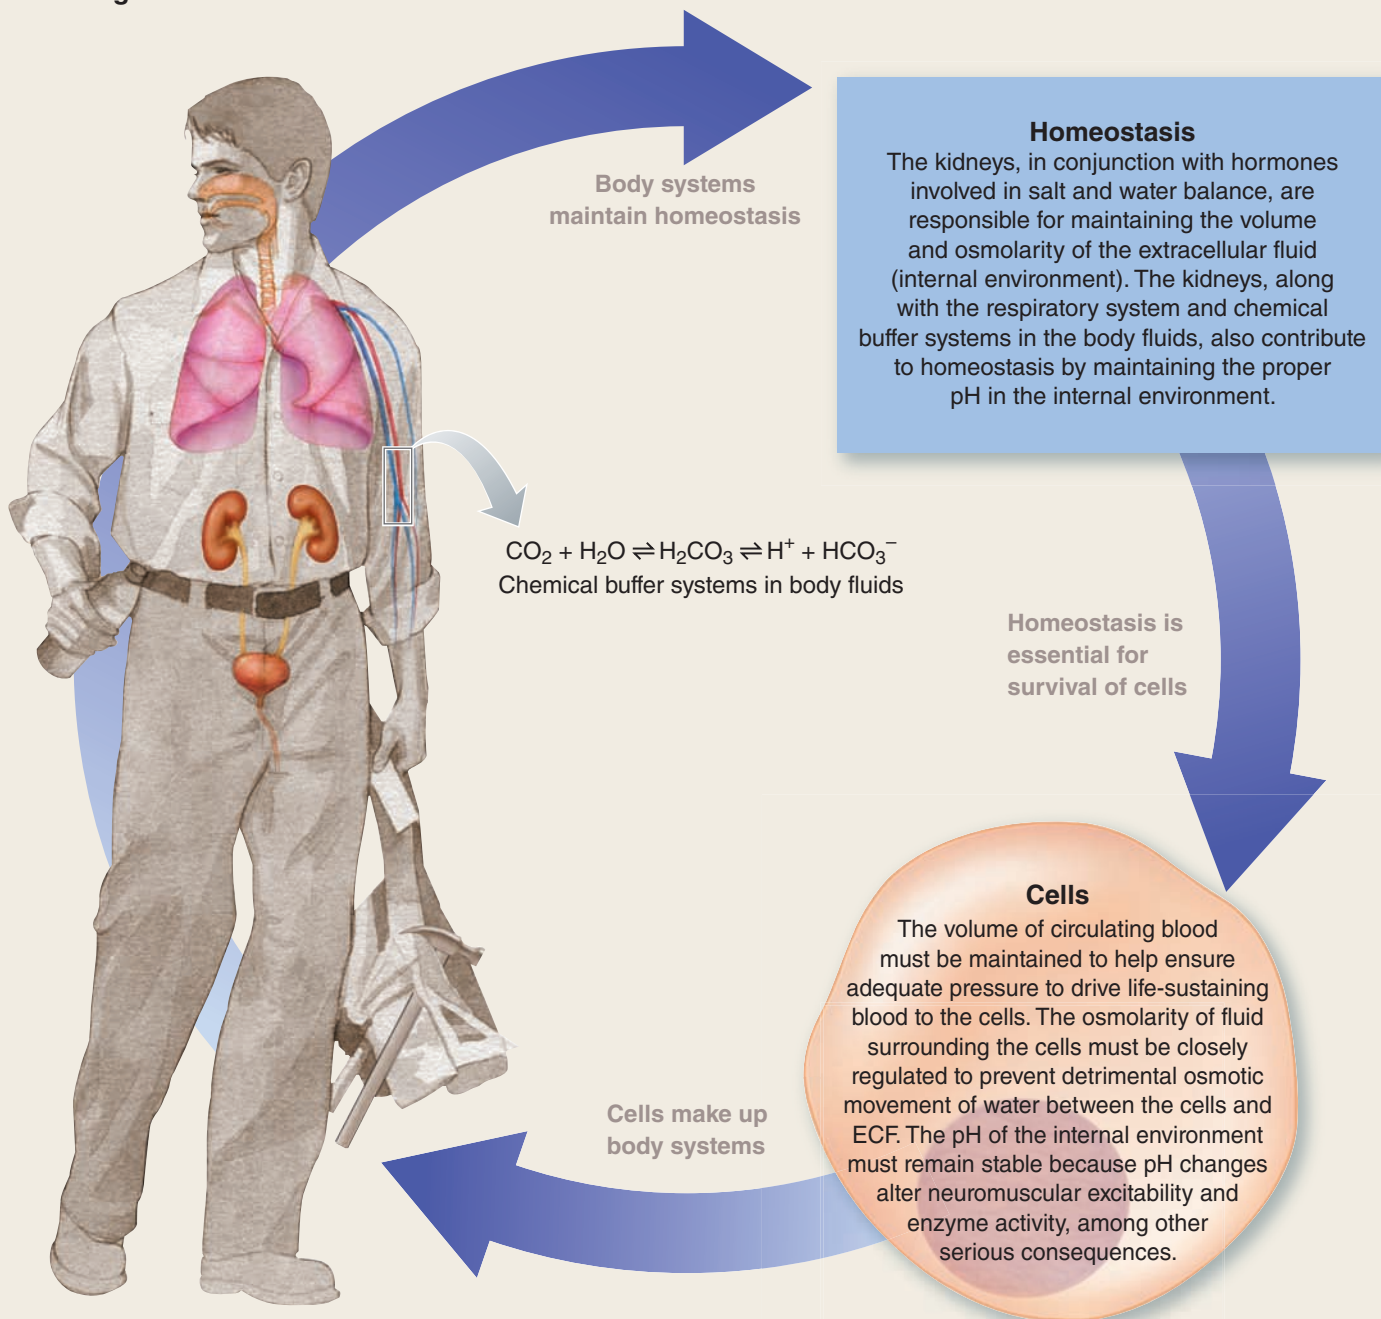 Body systems
maintain homeostasis
Homeostasis
The kidneys, in conjunction with hormones
involved in salt and water balance, are
responsible for maintaining the volume
and osmolarity of the extracellular fluid
(internal environment). The kidneys, along
with the respiratory system and chemical
buffer systems in the body fluids, also contribute
to homeostasis by maintaining the proper
pH in the internal environment.
CO₂ + H₂O ⇌ H₂CO₃ ⇌ H⁺ + HCO₃⁻
Chemical buffer systems in body fluids
Homeostasis is
essential for
survival of cells
Cells
The volume of circulating blood
must be maintained to help ensure
adequate pressure to drive life-sustaining
blood to the cells. The osmolarity of fluid
surrounding the cells must be closely
regulated to prevent detrimental osmotic
movement of water between the cells and
ECF. The pH of the internal environment
must remain stable because pH changes
alter neuromuscular excitability and
enzyme activity, among other
serious consequences.
Cells make up
body systems